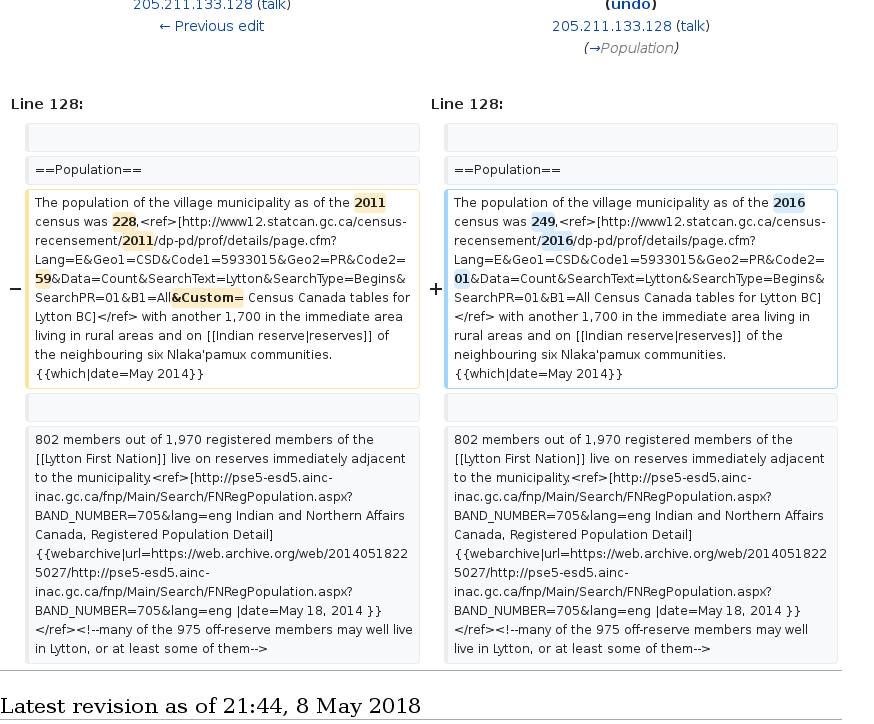 205.211.133.128 (talk)
← Previous edit
(undo)
205.211.133.128 (talk)
(→Population)
Line 128:
Line 128:
==Population==
==Population==
−
The population of the village municipality as of the 2011
census was 228,<ref>[http://www12.statcan.gc.ca/census-
recensement/2011/dp-pd/prof/details/page.cfm?
Lang=E&Geo1=CSD&Code1=5933015&Geo2=PR&Code2=
59&Data=Count&SearchText=Lytton&SearchType=Begins&
SearchPR=01&B1=All&Custom= Census Canada tables for
Lytton BC]</ref> with another 1,700 in the immediate area
living in rural areas and on [[Indian reserve|reserves]] of
the neighbouring six Nlaka'pamux communities.
{{which|date=May 2014}}
+
The population of the village municipality as of the 2016
census was 249,<ref>[http://www12.statcan.gc.ca/census-
recensement/2016/dp-pd/prof/details/page.cfm?
Lang=E&Geo1=CSD&Code1=5933015&Geo2=PR&Code2=
01&Data=Count&SearchText=Lytton&SearchType=Begins&
SearchPR=01&B1=All Census Canada tables for Lytton BC]
</ref> with another 1,700 in the immediate area living in
rural areas and on [[Indian reserve|reserves]] of the
neighbouring six Nlaka'pamux communities.
{{which|date=May 2014}}
802 members out of 1,970 registered members of the
[[Lytton First Nation]] live on reserves immediately adjacent
to the municipality.<ref>[http://pse5-esd5.ainc-
inac.gc.ca/fnp/Main/Search/FNRegPopulation.aspx?
BAND_NUMBER=705&lang=eng Indian and Northern Affairs
Canada, Registered Population Detail]
{{webarchive|url=https://web.archive.org/web/2014051822
5027/http://pse5-esd5.ainc-
inac.gc.ca/fnp/Main/Search/FNRegPopulation.aspx?
BAND_NUMBER=705&lang=eng |date=May 18, 2014 }}
</ref><!--many of the 975 off-reserve members may well live
in Lytton, or at least some of them-->
802 members out of 1,970 registered members of the
[[Lytton First Nation]] live on reserves immediately adjacent
to the municipality.<ref>[http://pse5-esd5.ainc-
inac.gc.ca/fnp/Main/Search/FNRegPopulation.aspx?
BAND_NUMBER=705&lang=eng Indian and Northern Affairs
Canada, Registered Population Detail]
{{webarchive|url=https://web.archive.org/web/2014051822
5027/http://pse5-esd5.ainc-
inac.gc.ca/fnp/Main/Search/FNRegPopulation.aspx?
BAND_NUMBER=705&lang=eng |date=May 18, 2014 }}
</ref><!--many of the 975 off-reserve members may well
live in Lytton, or at least some of them-->
Latest revision as of 21:44, 8 May 2018